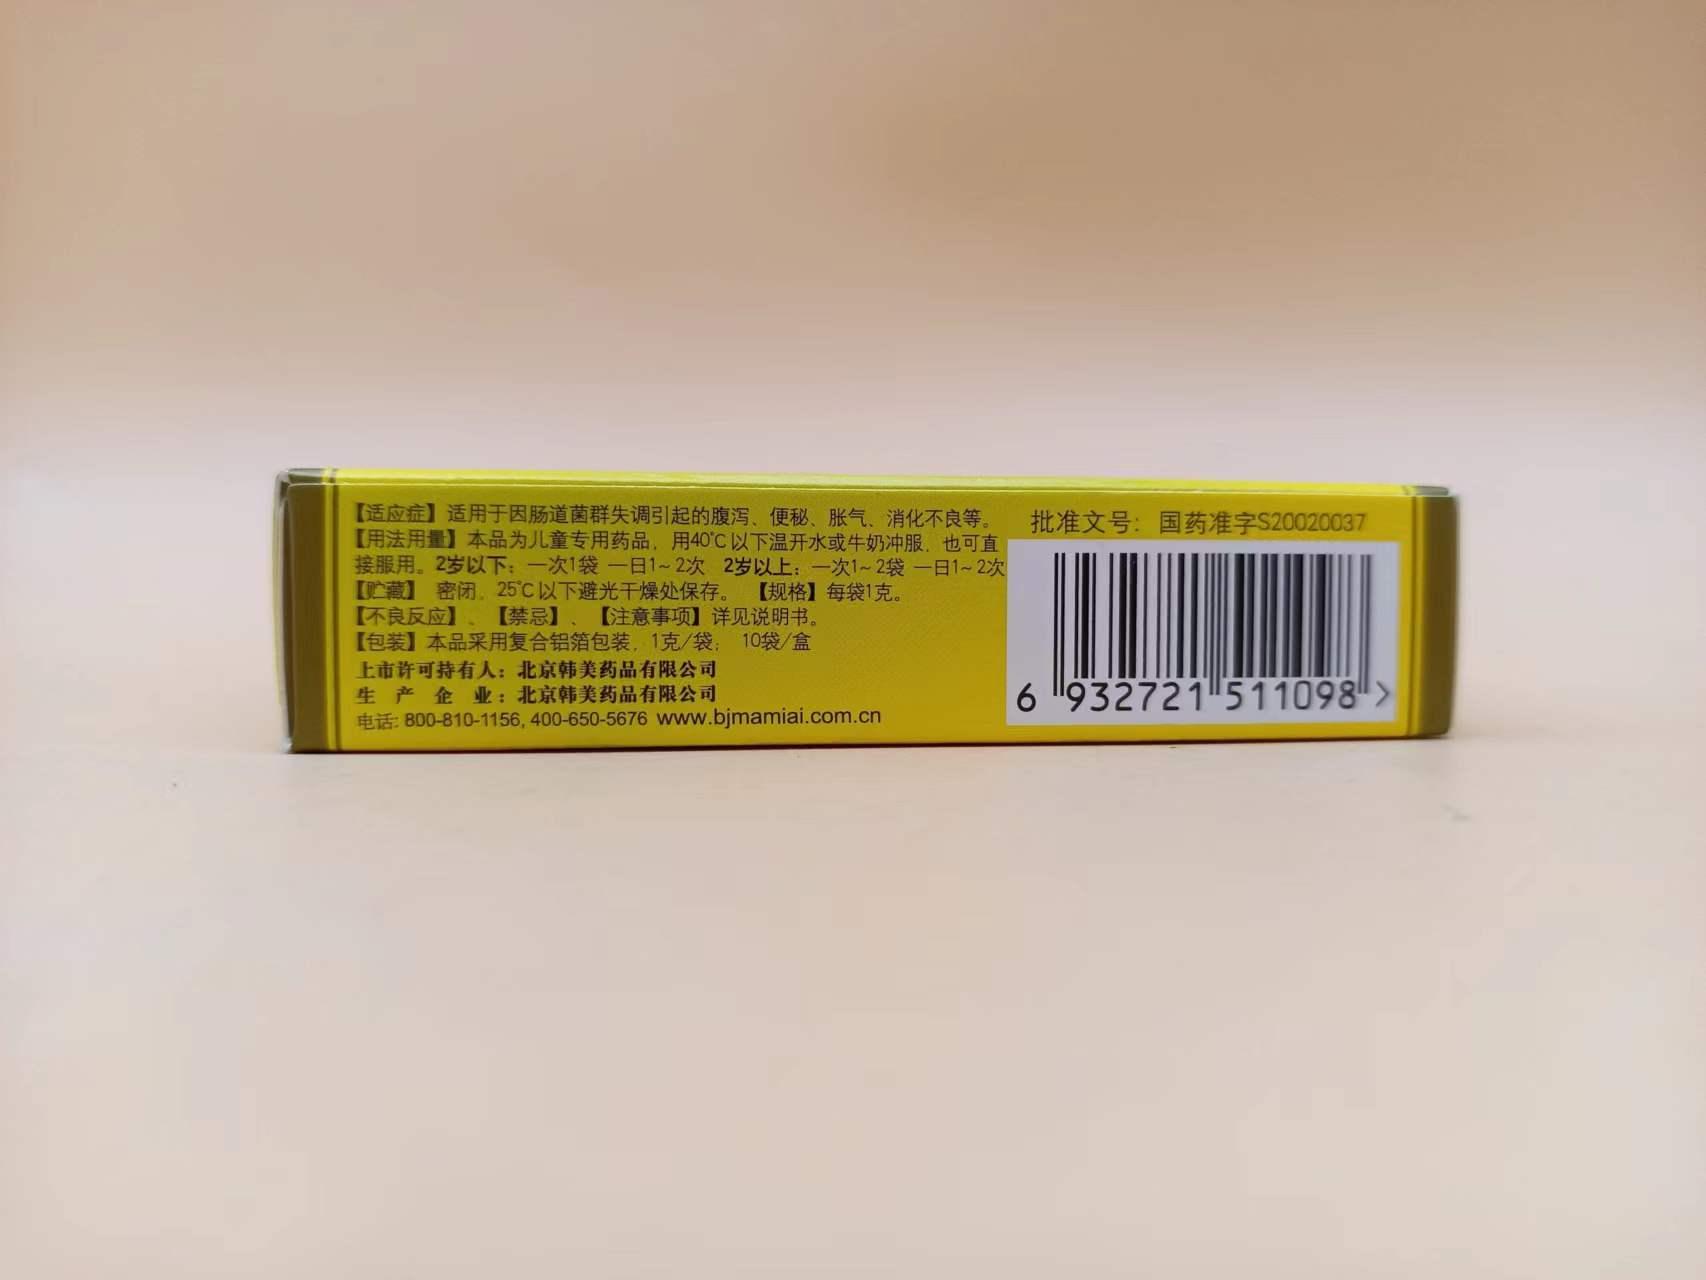 【适应症】适用于因肠道菌群失调引起的腹泻、便秘、胀气、消化不良等。
【用法用量】本品为儿童专用药品，用40℃以下温开水或牛奶冲服，也可直
接服用。2岁以下：一次1袋 一日1~2次 2岁以上：一次1~2袋 一日1~2次
【贮藏】 密闭，25℃以下避光干燥处保存。 【规格】每袋1克。
【不良反应】、【禁忌】、【注意事项】详见说明书。
【包装】本品采用复合铝箔包装，1克/袋； 10袋/盒
上市许可持有人：北京韩美药品有限公司
生 产 企 业：北京韩美药品有限公司
电话: 800-810-1156, 400-650-5676 www.bjmamiai.com.cn
批准文号： 国药准字S20020037
6 932721 511098 >